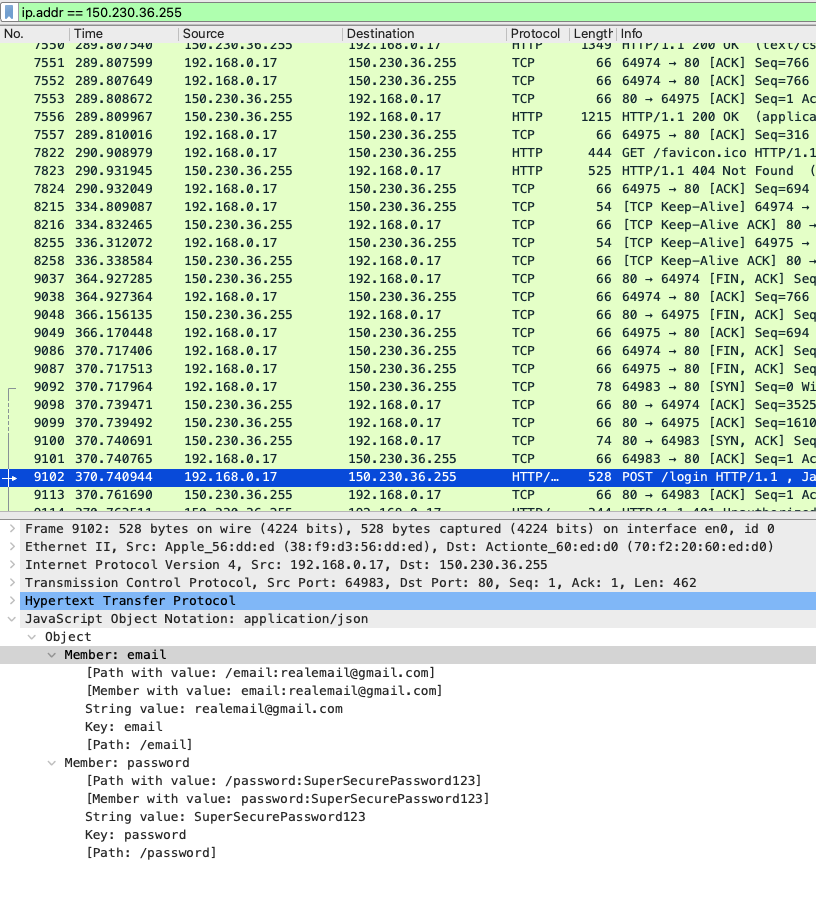 ip.addr == 150.230.36.255
No. Time Source Destination Protocol Length Info
7550 289.807540 150.230.36.255 192.168.0.17 HTTP 1349 HTTP/1.1 200 OK (text/cs
7551 289.807599 192.168.0.17 150.230.36.255 TCP 66 64974 → 80 [ACK] Seq=766
7552 289.807649 192.168.0.17 150.230.36.255 TCP 66 64974 → 80 [ACK] Seq=766
7553 289.808672 150.230.36.255 192.168.0.17 TCP 66 80 → 64975 [ACK] Seq=1 Ac
7556 289.809967 150.230.36.255 192.168.0.17 HTTP 1215 HTTP/1.1 200 OK (applica
7557 289.810016 192.168.0.17 150.230.36.255 TCP 66 64975 → 80 [ACK] Seq=316
7822 290.908979 192.168.0.17 150.230.36.255 HTTP 444 GET /favicon.ico HTTP/1.1
7823 290.931945 150.230.36.255 192.168.0.17 HTTP 525 HTTP/1.1 404 Not Found (
7824 290.932049 192.168.0.17 150.230.36.255 TCP 66 64975 → 80 [ACK] Seq=694
8215 334.809087 192.168.0.17 150.230.36.255 TCP 54 [TCP Keep-Alive] 64974 →
8216 334.832465 150.230.36.255 192.168.0.17 TCP 66 [TCP Keep-Alive ACK] 80 →
8255 336.312072 192.168.0.17 150.230.36.255 TCP 54 [TCP Keep-Alive] 64975 →
8258 336.338584 150.230.36.255 192.168.0.17 TCP 66 [TCP Keep-Alive ACK] 80 →
9037 364.927285 150.230.36.255 192.168.0.17 TCP 66 80 → 64974 [FIN, ACK] Seq
9038 364.927364 192.168.0.17 150.230.36.255 TCP 66 64974 → 80 [ACK] Seq=766
9048 366.156135 150.230.36.255 192.168.0.17 TCP 66 80 → 64975 [FIN, ACK] Seq
9049 366.170448 192.168.0.17 150.230.36.255 TCP 66 64975 → 80 [ACK] Seq=694
9086 370.717406 192.168.0.17 150.230.36.255 TCP 66 64974 → 80 [FIN, ACK] Seq
9087 370.717513 192.168.0.17 150.230.36.255 TCP 66 64975 → 80 [FIN, ACK] Seq
9092 370.717964 192.168.0.17 150.230.36.255 TCP 78 64983 → 80 [SYN] Seq=0 Wi
9098 370.739471 150.230.36.255 192.168.0.17 TCP 66 80 → 64974 [ACK] Seq=3525
9099 370.739492 150.230.36.255 192.168.0.17 TCP 66 80 → 64975 [ACK] Seq=1610
9100 370.740691 150.230.36.255 192.168.0.17 TCP 74 80 → 64983 [SYN, ACK] Seq
9101 370.740765 192.168.0.17 150.230.36.255 TCP 66 64983 → 80 [ACK] Seq=1 Ac
9102 370.740944 192.168.0.17 150.230.36.255 HTTP/… 528 POST /login HTTP/1.1 , Ja
9113 370.761690 150.230.36.255 192.168.0.17 TCP 66 80 → 64983 [ACK] Seq=1 Ac
Frame 9102: 528 bytes on wire (4224 bits), 528 bytes captured (4224 bits) on interface en0, id 0
Ethernet II, Src: Apple_56:dd:ed (38:f9:d3:56:dd:ed), Dst: Actionte_60:ed:d0 (70:f2:20:60:ed:d0)
Internet Protocol Version 4, Src: 192.168.0.17, Dst: 150.230.36.255
Transmission Control Protocol, Src Port: 64983, Dst Port: 80, Seq: 1, Ack: 1, Len: 462
Hypertext Transfer Protocol
JavaScript Object Notation: application/json
Object
Member: email
[Path with value: /email:realemail@gmail.com]
[Member with value: email:realemail@gmail.com]
String value: realemail@gmail.com
Key: email
[Path: /email]
Member: password
[Path with value: /password:SuperSecurePassword123]
[Member with value: password:SuperSecurePassword123]
String value: SuperSecurePassword123
Key: password
[Path: /password]